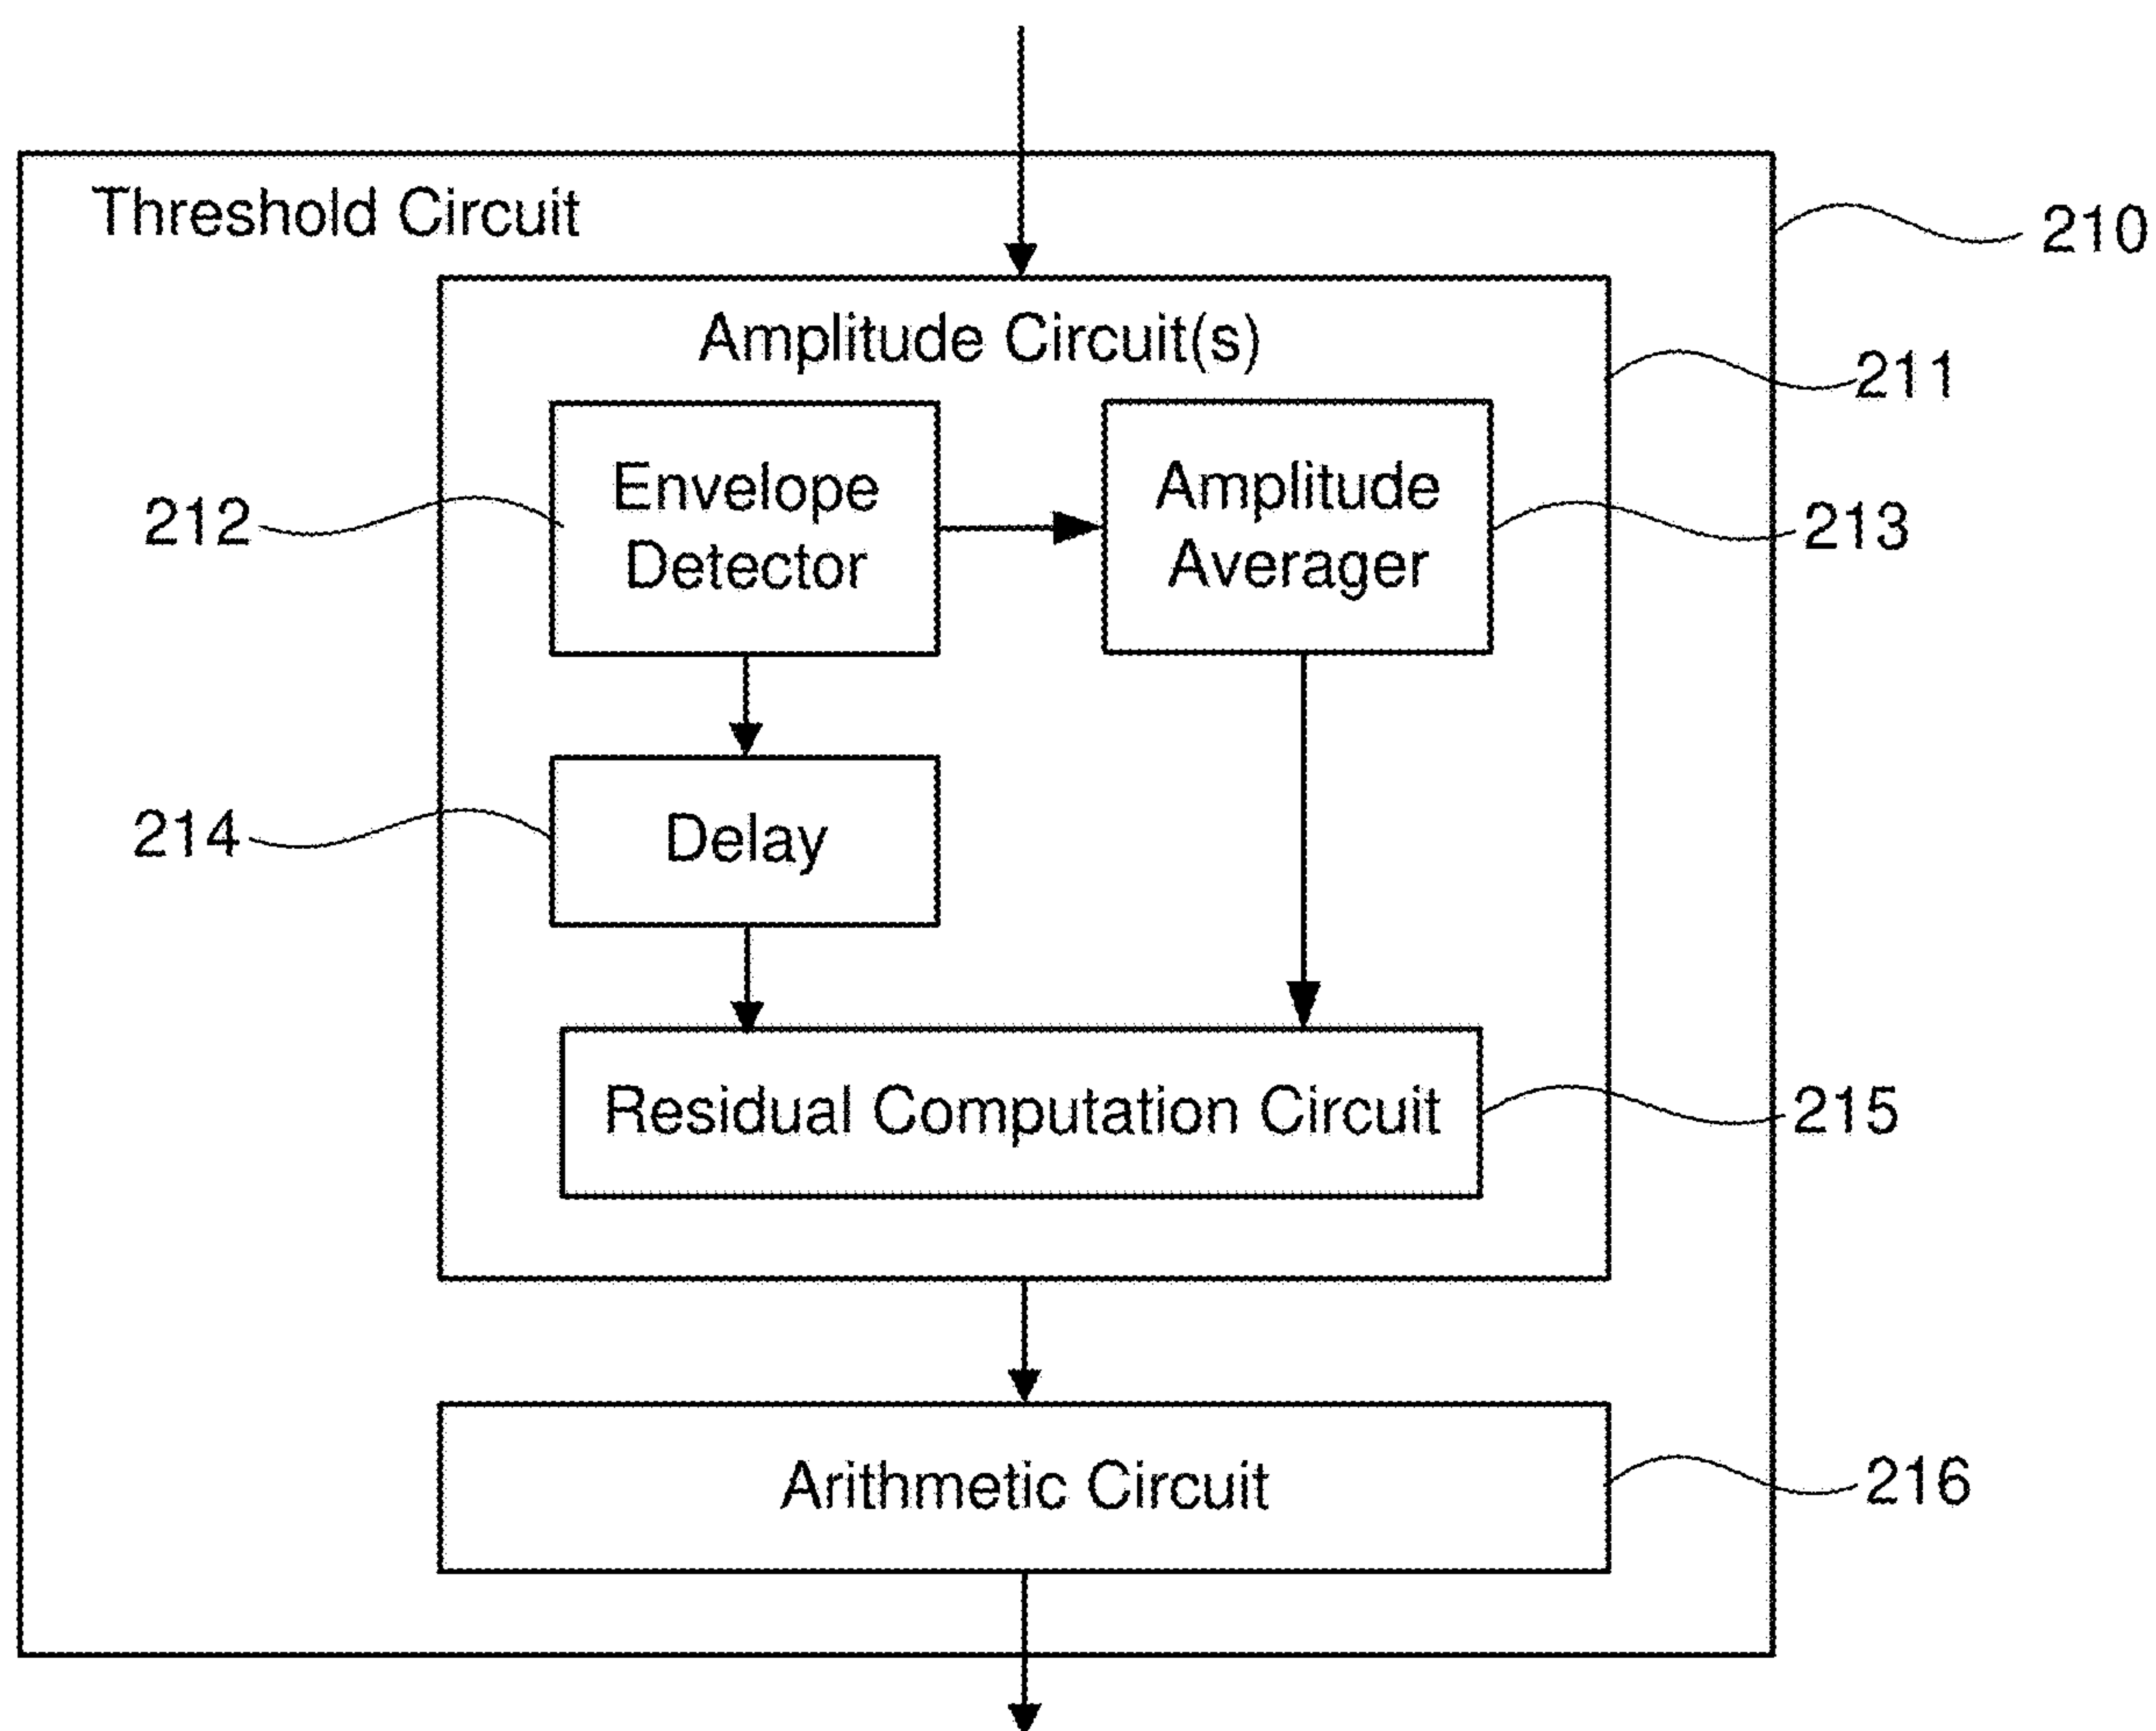 Threshold Circuit
210
Amplitude Circuit(s)
211
Envelope
Detector
Amplitude
Averager
212
213
Delay
214
Residual Computation Circuit
215
Arithmetic Circuit
216